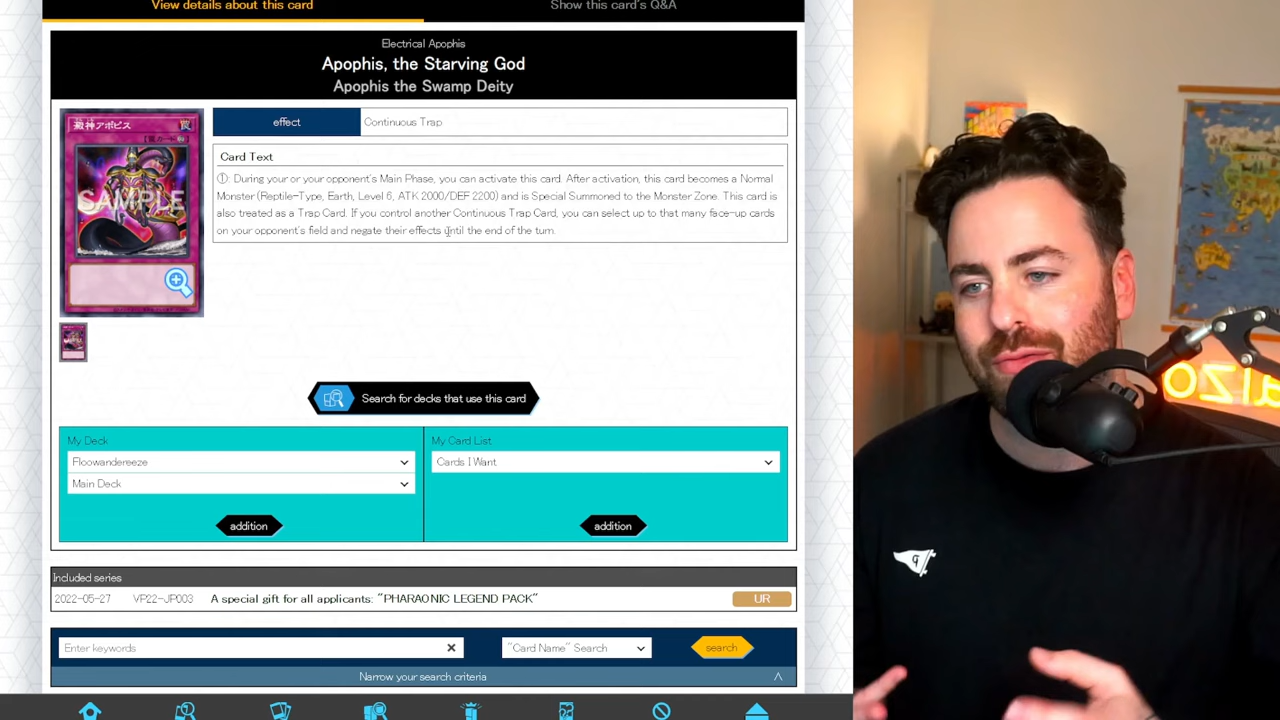 View details about this card
Show this card's Q&A
Electrical Apophis
Apophis, the Starving God
Apophis the Swamp Deity
澱神アポピス
SAMPLE
effect
Continuous Trap
Card Text
①: During your or your opponent's Main Phase, you can activate this card. After activation, this card becomes a Normal
Monster (Reptile-Type, Earth, Level 6, ATK 2000/DEF 2200) and is Special Summoned to the Monster Zone. This card is
also treated as a Trap Card. If you control another Continuous Trap Card, you can select up to that many face-up cards
on your opponent's field and negate their effects until the end of the turn.
Search for decks that use this card
My Deck
Floowandereeze
Main Deck
addition
My Card List
Cards I Want
addition
Included series
2022-05-27 VP22-JP003 A special gift for all applicants: "PHARAONIC LEGEND PACK" UR
Enter keywords
"Card Name" Search
search
Narrow your search criteria